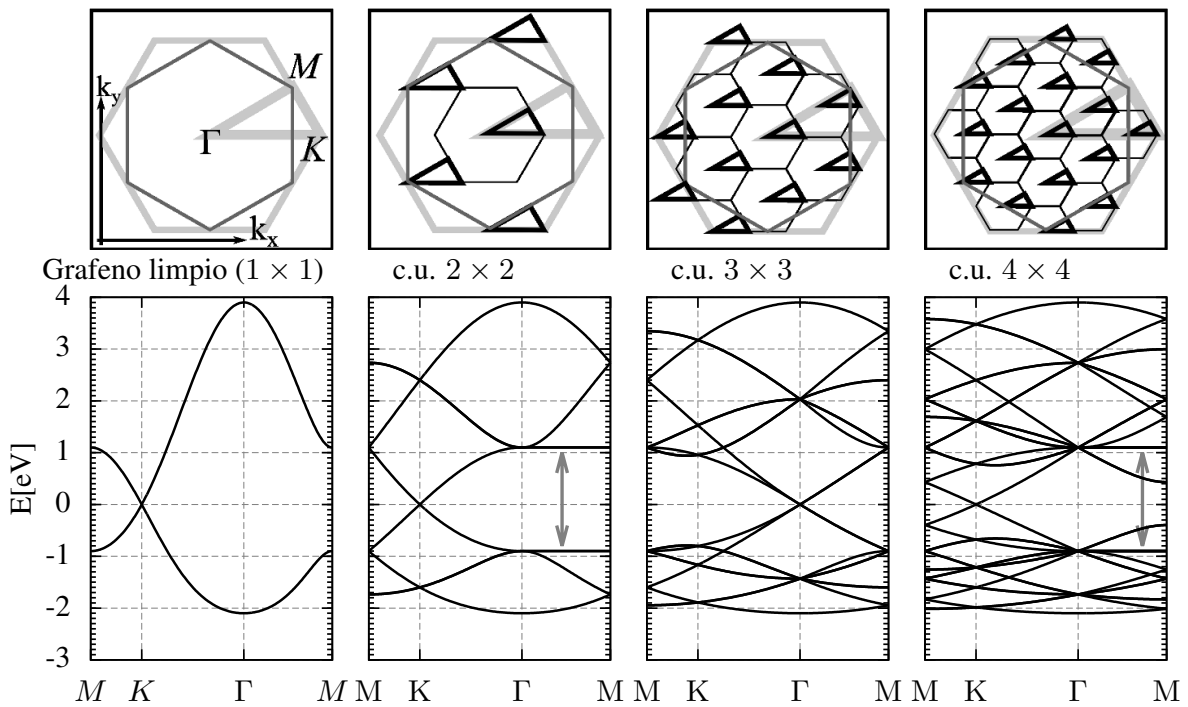 M
k_y
Γ
K
k_x
Grafeno limpio (1 × 1) c.u. 2 × 2 c.u. 3 × 3 c.u. 4 × 4
4
3
2
1
0
-1
-2
-3
E[eV]
M K Γ M M K Γ M M K Γ M M K Γ M